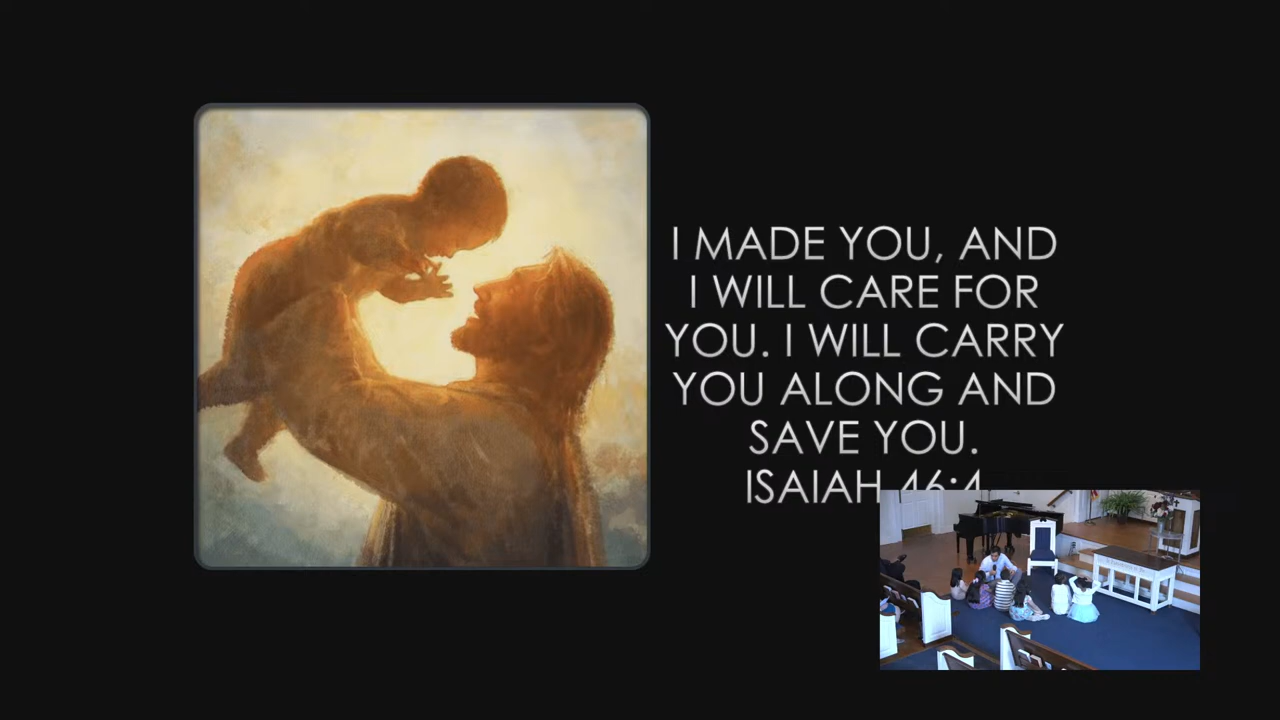 I MADE YOU, AND
I WILL CARE FOR
YOU. I WILL CARRY
YOU ALONG AND
SAVE YOU.
ISAIAH 46:4